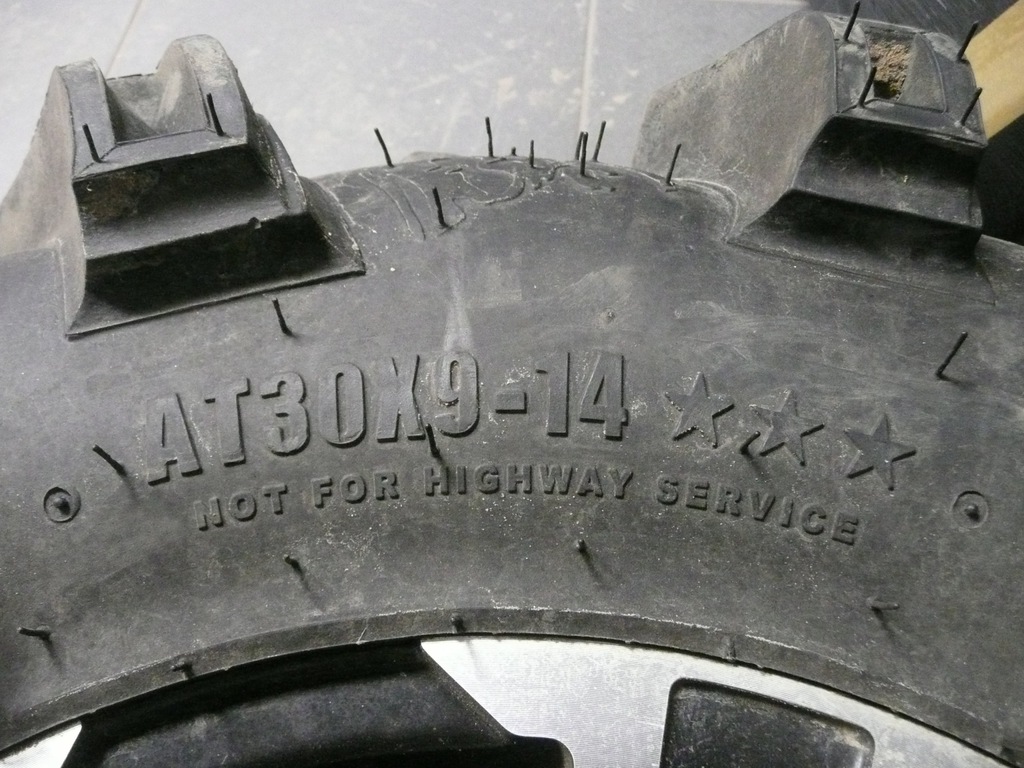 AT30X9-14 ★★★
NOT FOR HIGHWAY SERVICE